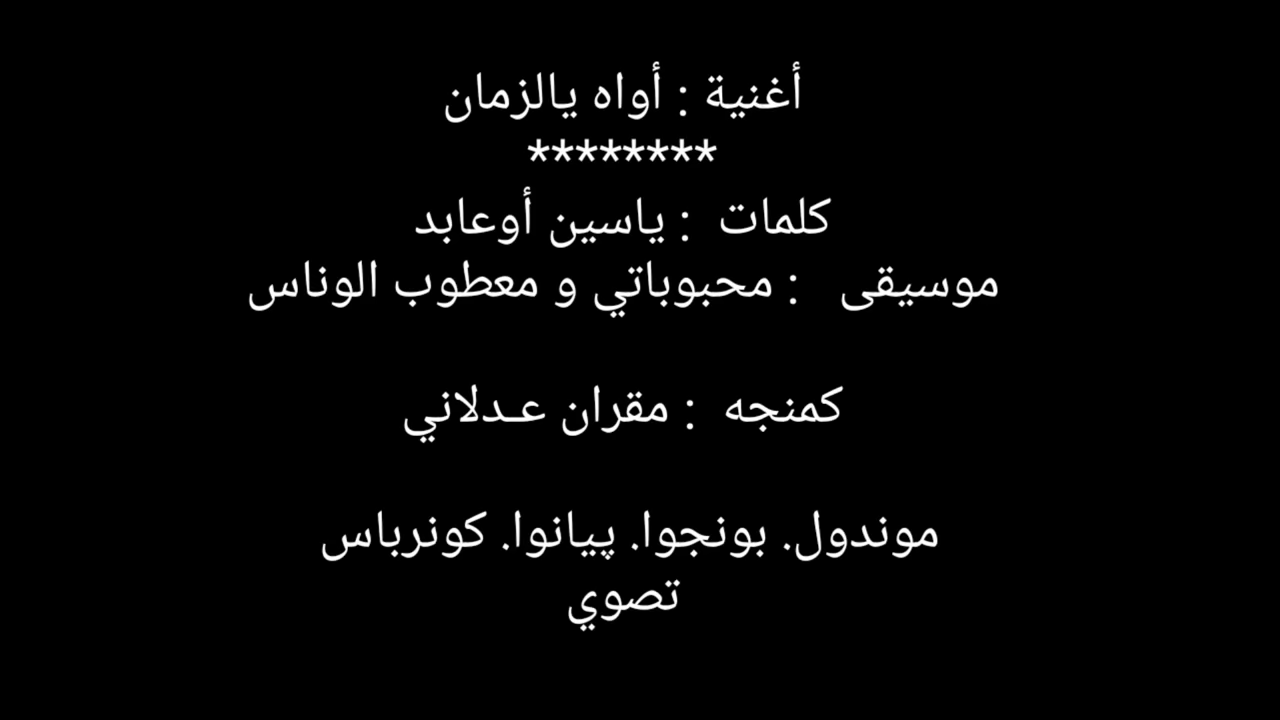 أغنية : أواه يالزمان
********
كلمات : ياسين أوعابد
موسيقى : محبوباتي و معطوب الوناس
كمنجه : مقران عـدلاني
موندول. بونجوا. پيانوا. كونرباس
تصوي